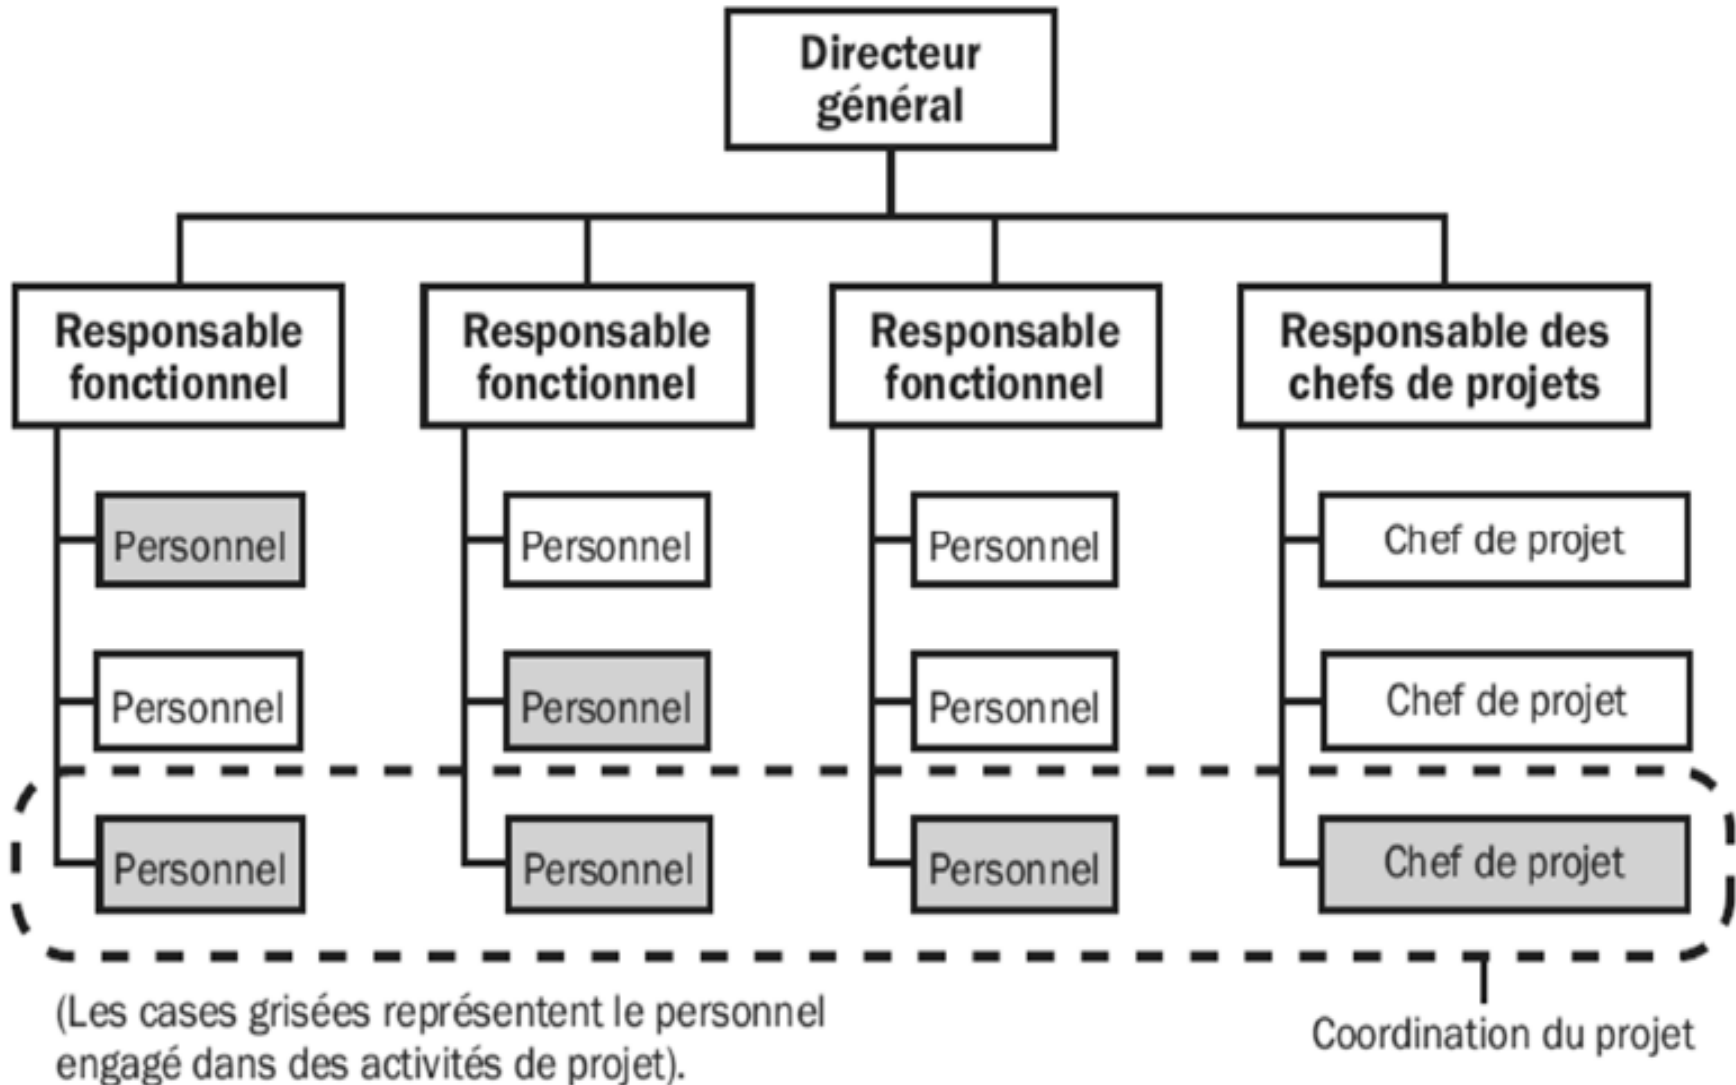 Directeur
général
Responsable
fonctionnel
Responsable
fonctionnel
Responsable
fonctionnel
Responsable des
chefs de projets
Personnel
Personnel
Personnel
Chef de projet
Personnel
Personnel
Personnel
Chef de projet
Personnel
Personnel
Personnel
Chef de projet
(Les cases grisées représentent le personnel
engagé dans des activités de projet).
Coordination du projet